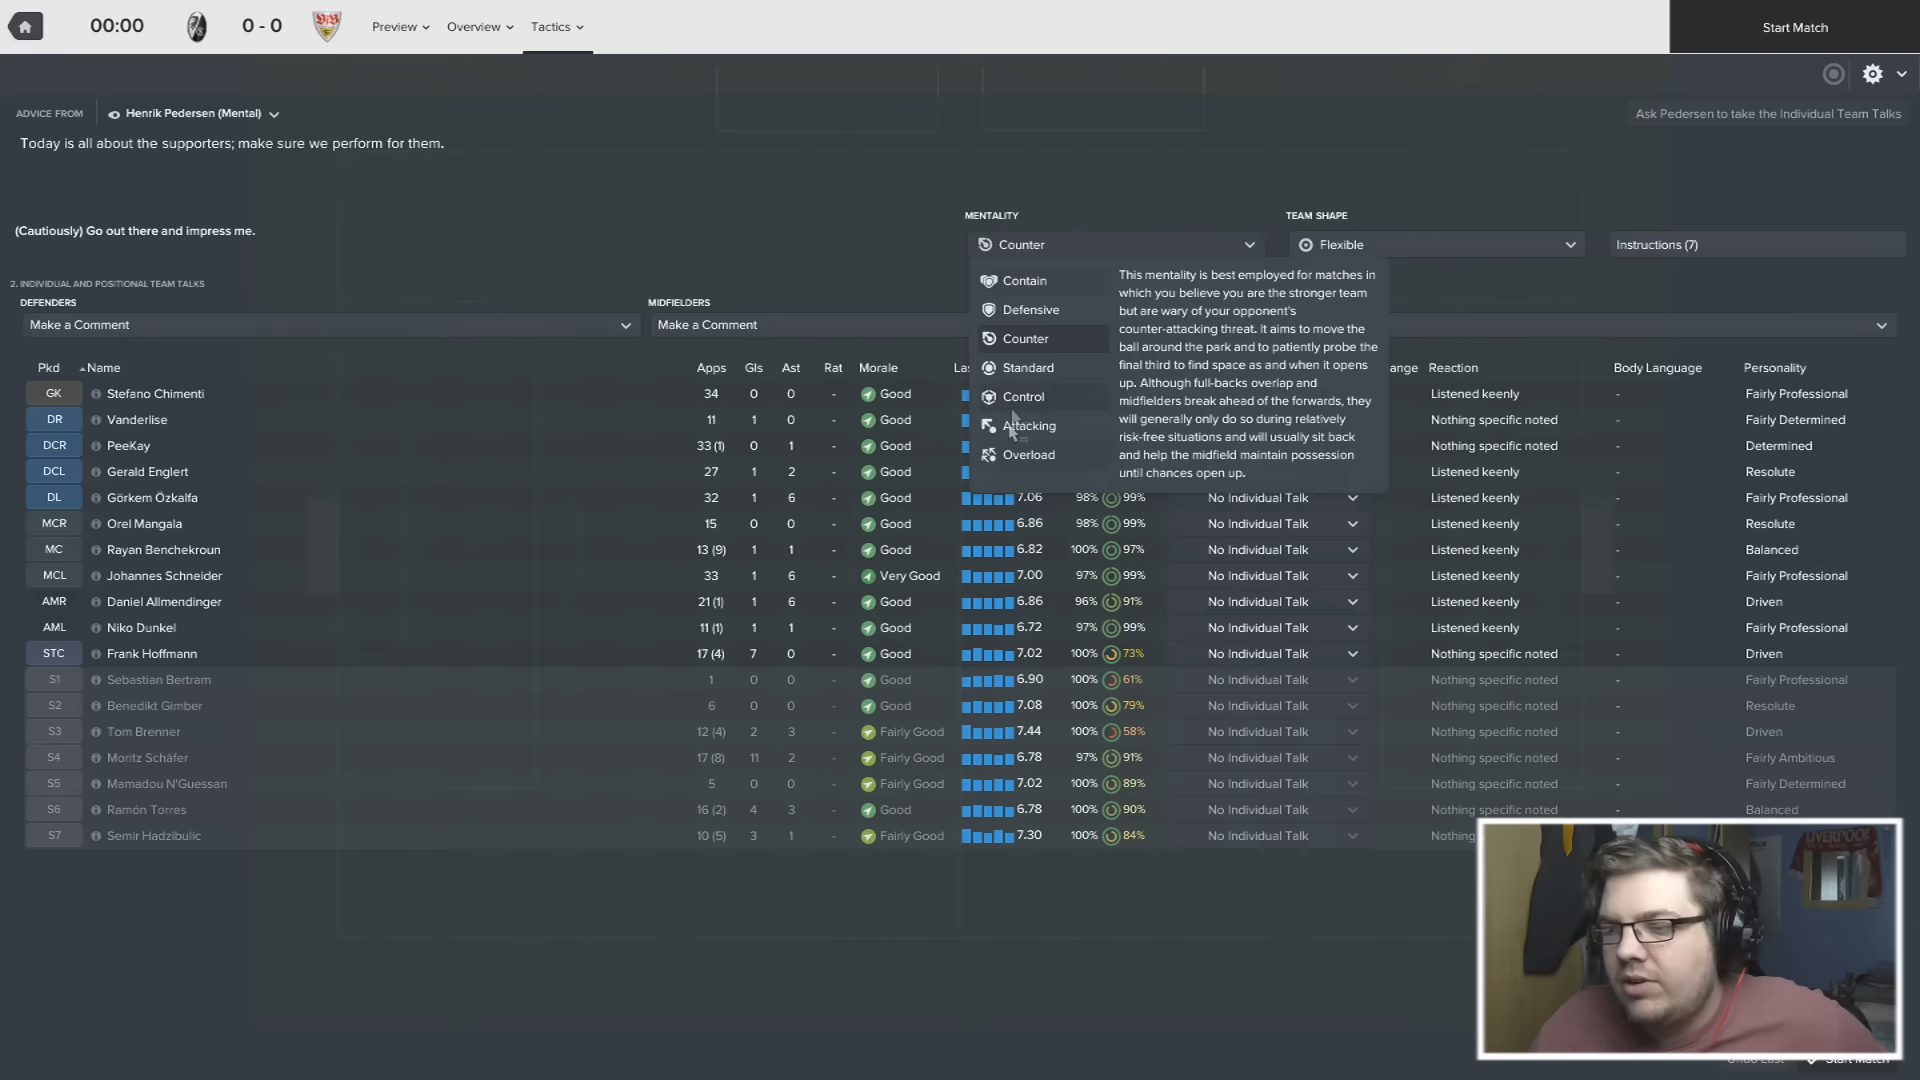 00:00 0 - 0 Preview Overview Tactics Start Match
ADVICE FROM Henrik Pedersen (Mental) Ask Pedersen to take the Individual Team Talks
Today is all about the supporters; make sure we perform for them.
MENTALITY TEAM SHAPE
(Cautiously) Go out there and impress me. Counter Flexible Instructions (7)
2. INDIVIDUAL AND POSITIONAL TEAM TALKS
DEFENDERS MIDFIELDERS
Make a Comment Make a Comment
Contain
Defensive
Counter
Standard
Control
Attacking
Overload
This mentality is best employed for matches in
which you believe you are the stronger team
but are wary of your opponent's
counter-attacking threat. It aims to move the
ball around the park and to patiently probe the
final third to find space as and when it opens
up. Although full-backs overlap and
midfielders break ahead of the forwards, they
will generally only do so during relatively
risk-free situations and will usually sit back
and help the midfield maintain possession
until chances open up.
Pkd Name Apps Gls Ast Rat Morale Las ange Reaction Body Language Personality
GK Stefano Chimenti 34 0 0 - Good Listened keenly - Fairly Professional
DR Vanderlise 11 1 0 - Good Nothing specific noted - Fairly Determined
DCR PeeKay 33 (1) 0 1 - Good Nothing specific noted - Determined
DCL Gerald Englert 27 1 2 - Good Listened keenly - Resolute
DL Görkem Özkalfa 32 1 6 - Good 7.06 98% 99% No Individual Talk Listened keenly - Fairly Professional
MCR Orel Mangala 15 0 0 - Good 6.86 98% 99% No Individual Talk Listened keenly - Resolute
MC Rayan Benchekroun 13 (9) 1 1 - Good 6.82 100% 97% No Individual Talk Listened keenly - Balanced
MCL Johannes Schneider 33 1 6 - Very Good 7.00 97% 99% No Individual Talk Listened keenly - Fairly Professional
AMR Daniel Allmendinger 21 (1) 1 6 - Good 6.86 96% 91% No Individual Talk Listened keenly - Driven
AML Niko Dunkel 11 (1) 1 1 - Good 6.72 97% 99% No Individual Talk Listened keenly - Fairly Professional
STC Frank Hoffmann 17 (4) 7 0 - Good 7.02 100% 73% No Individual Talk Nothing specific noted - Driven
S1 Sebastian Bertram 1 0 0 - Good 6.90 100% 61% No Individual Talk Nothing specific noted - Fairly Professional
S2 Benedikt Gimber 6 0 0 - Good 7.08 100% 79% No Individual Talk Nothing specific noted - Resolute
S3 Tom Brenner 12 (4) 2 3 - Fairly Good 7.44 100% 58% No Individual Talk Nothing specific noted - Driven
S4 Moritz Schäfer 17 (8) 11 2 - Fairly Good 6.78 97% 91% No Individual Talk Nothing specific noted - Fairly Ambitious
S5 Mamadou N'Guessan 5 0 0 - Fairly Good 7.02 100% 89% No Individual Talk Nothing specific noted - Fairly Determined
S6 Ramón Torres 16 (2) 4 3 - Good 6.78 100% 90% No Individual Talk Nothing specific noted - Balanced
S7 Semir Hadzibulic 10 (5) 3 1 - Fairly Good 7.30 100% 84% No Individual Talk Nothing
LIVERPOOL
Undo Last Start Match